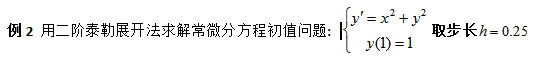 例 2 用二阶泰勒展开法求解常微分方程初值问题: { y′ = x² + y² 取步长 h = 0.25
y(1) = 1